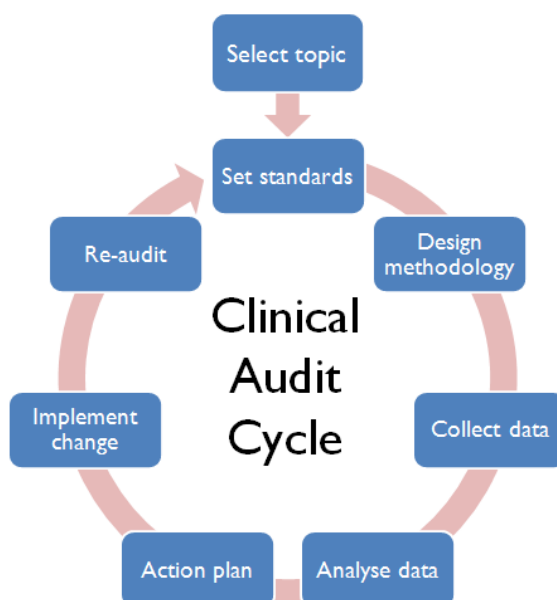 Select topic
Set standards
Design
methodology
Collect data
Analyse data
Action plan
Implement
change
Re-audit
Clinical
Audit
Cycle